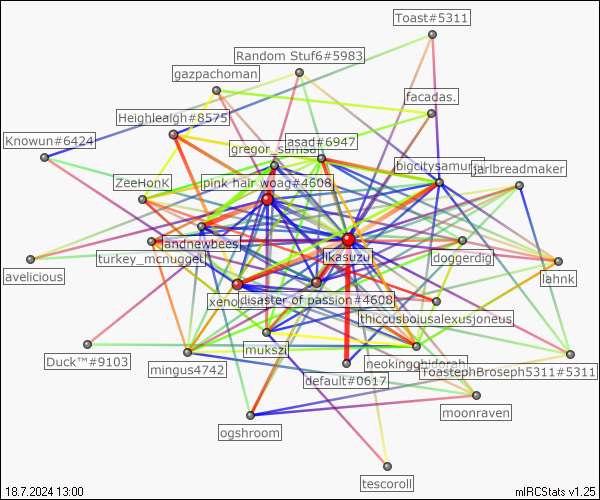 Toast#5311
Random Stuf6#5983
gazpachoman
facadas.
Heighleaigh#8575
Knowun#6424
asad#6947
gregor_samsa
bigcitysamurai
jarlbreadmaker
ZeeHonk
pink hair woag#4608
andnewbees
turkey_mcnugget
ikasuzu
doggerdig
avelicious
lahnk
disaster of passion#4608
thiccusboiusalexusjoneus
mukszi
Duck™#9103
mingus4742
neokingghidorah
ToastephBroseph5311#5311
default#0617
moonraven
ogshroom
tescoroll
18.7.2024 13:00
mIRCStats v1.25